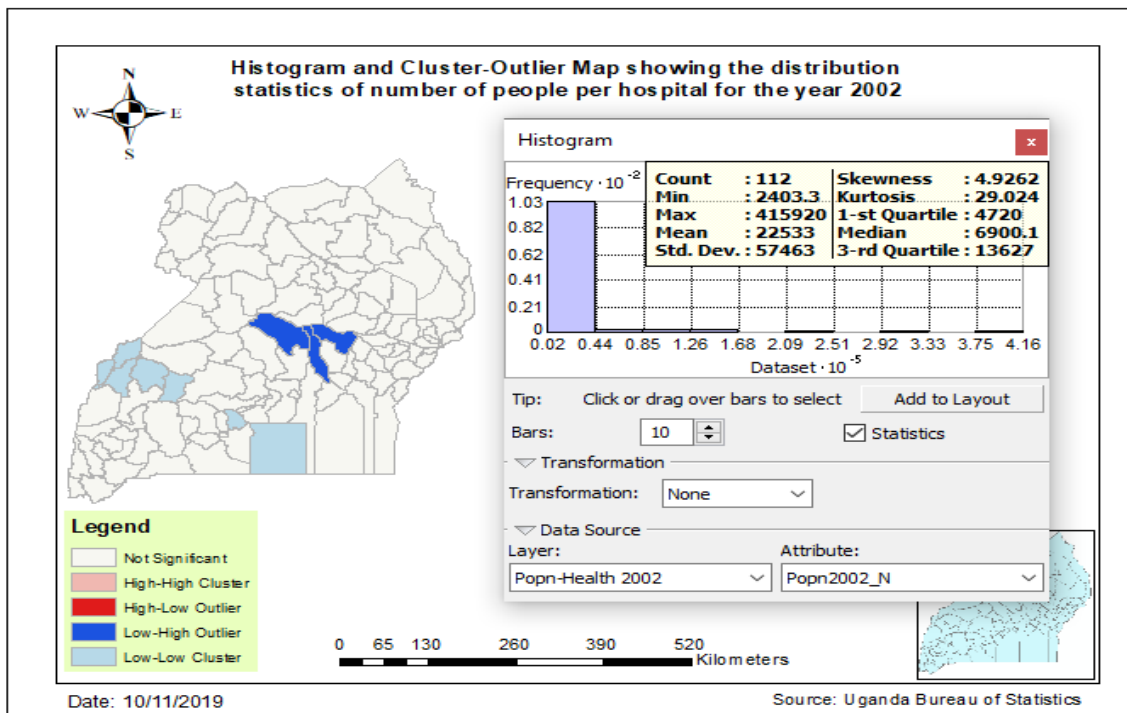 Histogram and Cluster-Outlier Map showing the distribution
statistics of number of people per hospital for the year 2002
N
W E
S
Histogram
x
Frequency · 10 -2
Count : 112 Skewness : 4.9262
Min : 2403.3 Kurtosis : 29.024
Max : 415920 1-st Quartile : 4720
Mean : 22533 Median : 6900.1
Std. Dev. : 57463 3-rd Quartile : 13627
1.03
0.82
0.62
0.41
0.21
0
0.02 0.44 0.85 1.26 1.68 2.09 2.51 2.92 3.33 3.75 4.16
Dataset · 10 -5
Tip: Click or drag over bars to select Add to Layout
Bars: 10 Statistics
Transformation
Transformation: None
Data Source
Layer: Attribute:
Popn-Health 2002 Popn2002_N
Legend
Not Significant
High-High Cluster
High-Low Outlier
Low-High Outlier
Low-Low Cluster
0 65 130 260 390 520
Kilometers
Date: 10/11/2019 Source: Uganda Bureau of Statistics